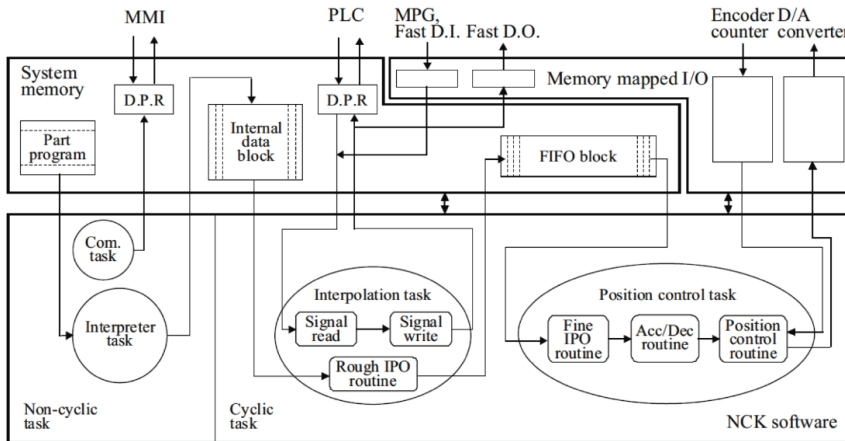 MMI
PLC
MPG,
Fast D.I.
Fast D.O.
Encoder
counter
D/A
converter
System
memory
Memory mapped I/O
D.P.R
D.P.R
Part
program
Internal
data
block
FIFO block
Com.
task
Interpreter
task
Interpolation task
Signal
read
Signal
write
Rough IPO
routine
Position control task
Fine
IPO
routine
Acc/Dec
routine
Position
control
routine
Non-cyclic
task
Cyclic
task
NCK software